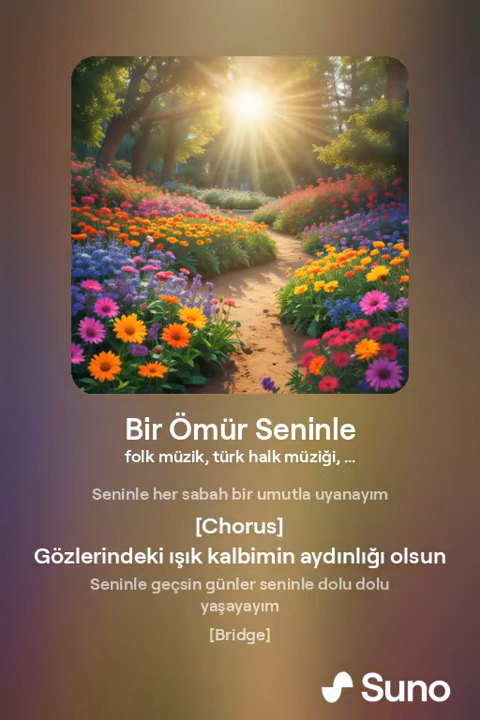 Bir Ömür Seninle
folk müzik, türk halk müziği, ...
Seninle her sabah bir umutla uyanayım
[Chorus]
Gözlerindeki ışık kalbimin aydınlığı olsun
Seninle geçsin günler seninle dolu dolu
yaşayayım
[Bridge]
Suno